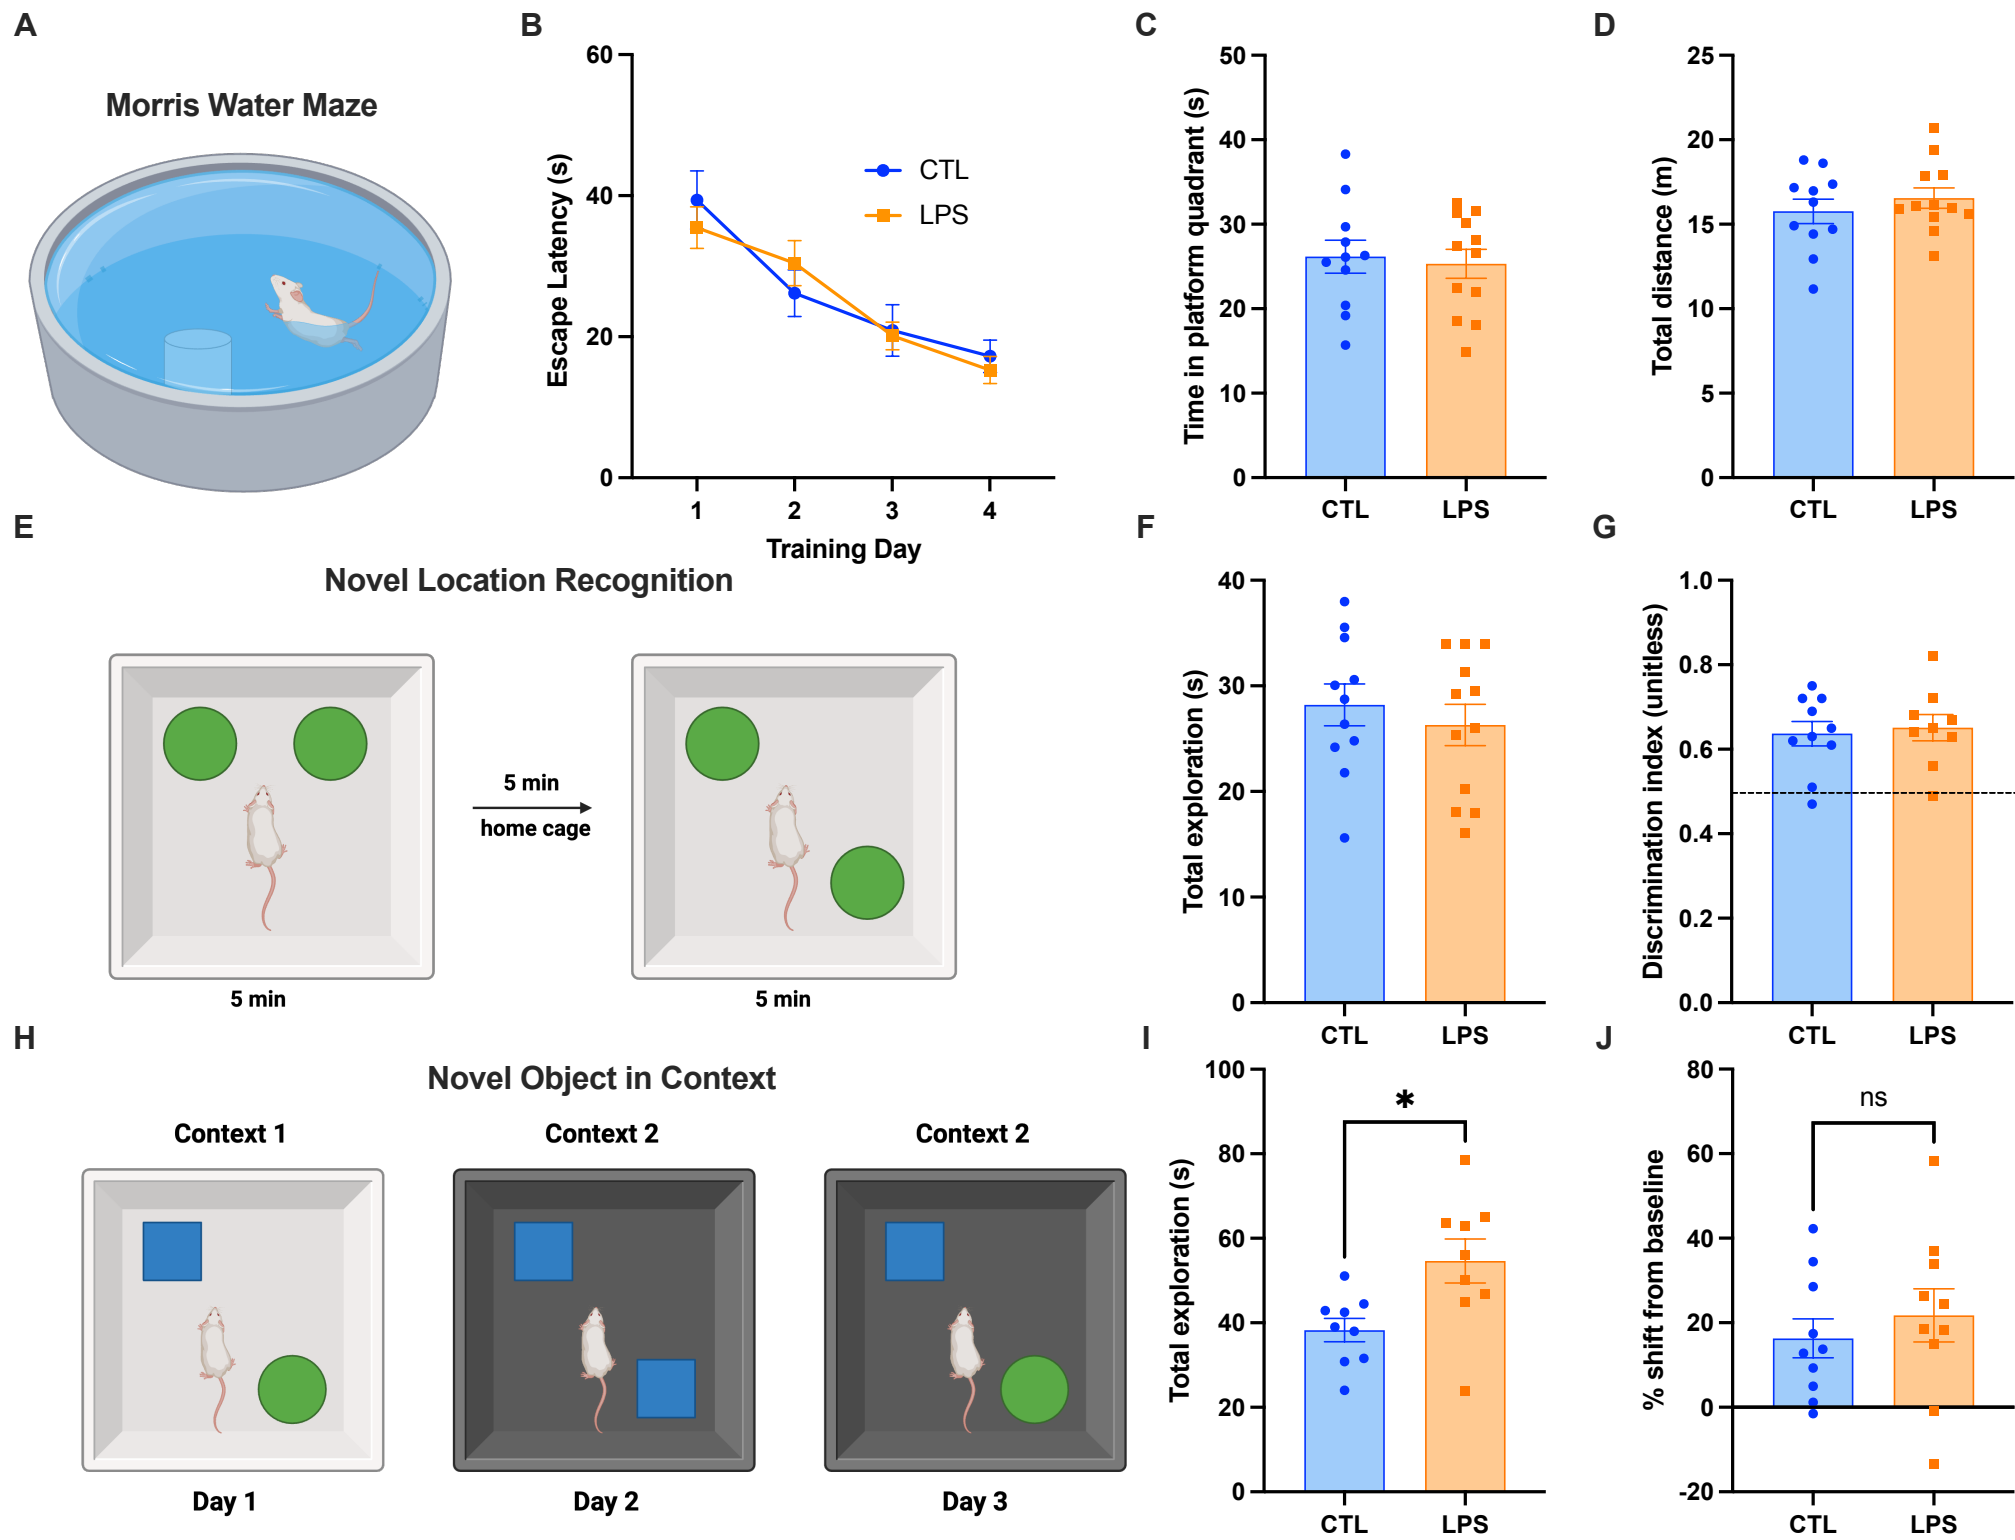 A
Morris Water Maze
B
60
40
20
0
Escape Latency (s)
CTL
LPS
1 2 3 4
Training Day
C
50
40
30
20
10
0
Time in platform quadrant (s)
CTL LPS
D
25
20
15
10
5
0
Total distance (m)
CTL LPS
E
Novel Location Recognition
5 min
home cage
5 min
5 min
F
40
30
20
10
0
Total exploration (s)
CTL LPS
G
1.0
0.8
0.6
0.4
0.2
0.0
Discrimination index (unitless)
CTL LPS
H
Novel Object in Context
Context 1
Context 2
Context 2
Day 1
Day 2
Day 3
I
100
80
60
40
20
0
Total exploration (s)
*
CTL LPS
J
80
60
40
20
0
-20
% shift from baseline
ns
CTL LPS